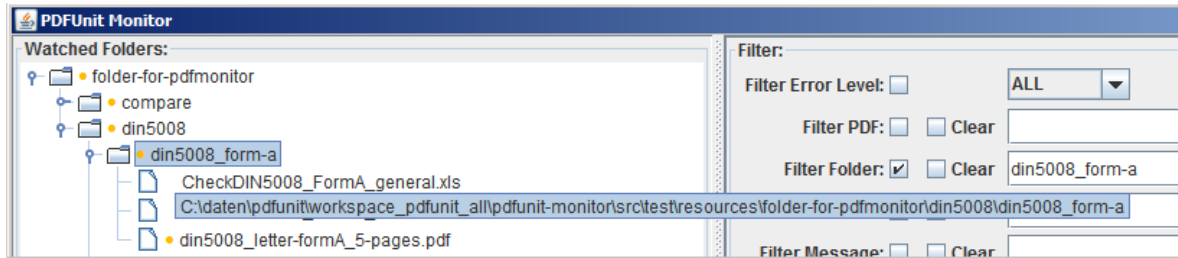 PDFUnit Monitor
Watched Folders:
folder-for-pdfmonitor
compare
din5008
din5008_form-a
CheckDIN5008_FormA_general.xls
C:\daten\pdfunit\workspace_pdfunit_all\pdfunit-monitor\src\test\resources\folder-for-pdfmonitor\din5008\din5008_form-a
din5008_letter-formA_5-pages.pdf
Filter:
Filter Error Level: ALL
Filter PDF: Clear
Filter Folder: Clear din5008_form-a
Filter Message: Clear